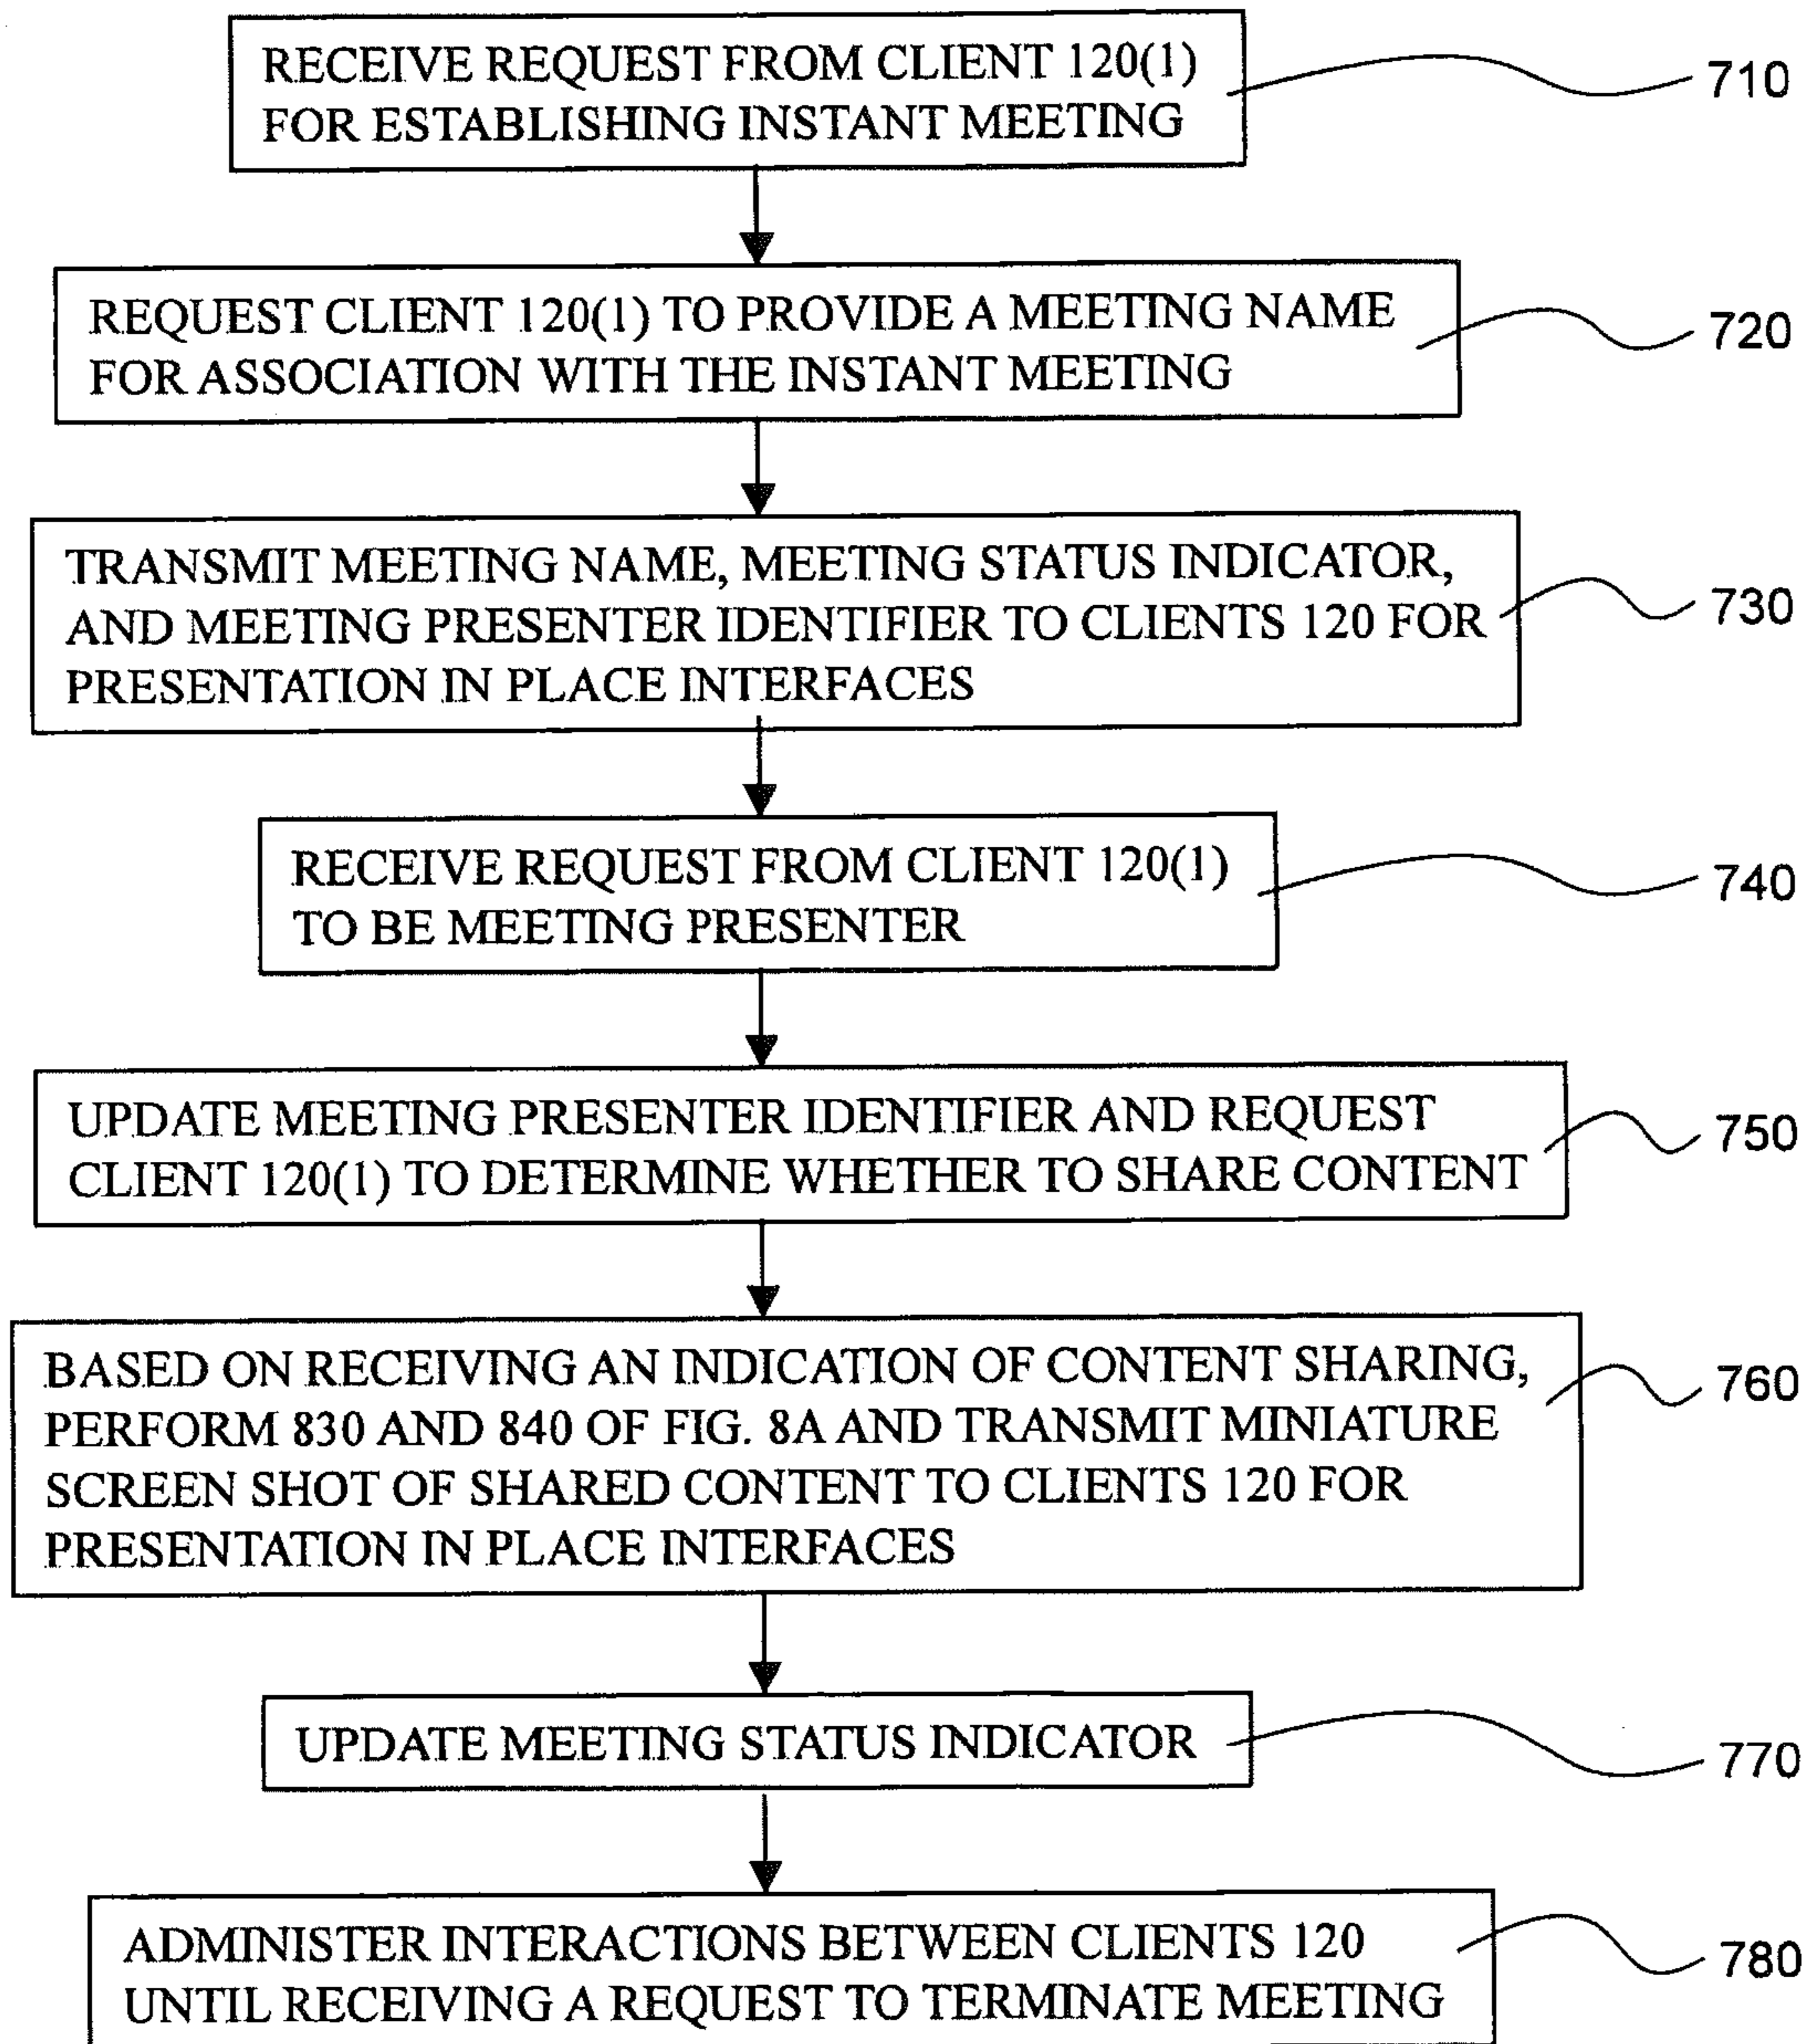 RECEIVE REQUEST FROM CLIENT 120(1)
FOR ESTABLISHING INSTANT MEETING
710
REQUEST CLIENT 120(1) TO PROVIDE A MEETING NAME
FOR ASSOCIATION WITH THE INSTANT MEETING
720
TRANSMIT MEETING NAME, MEETING STATUS INDICATOR,
AND MEETING PRESENTER IDENTIFIER TO CLIENTS 120 FOR
PRESENTATION IN PLACE INTERFACES
730
RECEIVE REQUEST FROM CLIENT 120(1)
TO BE MEETING PRESENTER
740
UPDATE MEETING PRESENTER IDENTIFIER AND REQUEST
CLIENT 120(1) TO DETERMINE WHETHER TO SHARE CONTENT
750
BASED ON RECEIVING AN INDICATION OF CONTENT SHARING,
PERFORM 830 AND 840 OF FIG. 8A AND TRANSMIT MINIATURE
SCREEN SHOT OF SHARED CONTENT TO CLIENTS 120 FOR
PRESENTATION IN PLACE INTERFACES
760
UPDATE MEETING STATUS INDICATOR
770
ADMINISTER INTERACTIONS BETWEEN CLIENTS 120
UNTIL RECEIVING A REQUEST TO TERMINATE MEETING
780